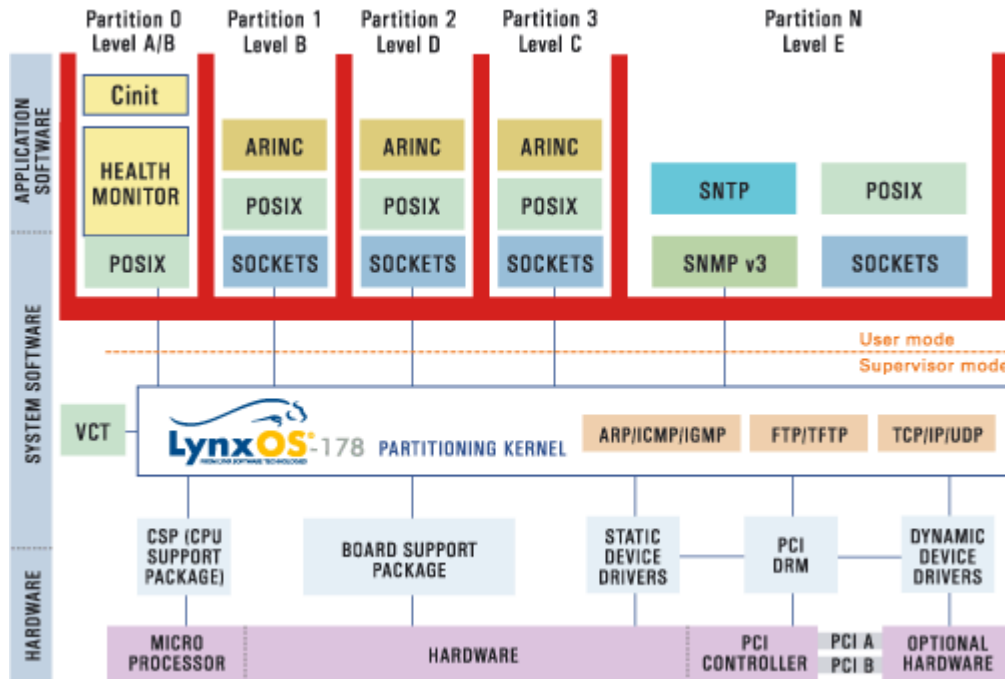 Partition 0
Level A/B
Partition 1
Level B
Partition 2
Level D
Partition 3
Level C
Partition N
Level E
APPLICATION
SOFTWARE
Cinit
HEALTH
MONITOR
POSIX
ARINC
POSIX
SOCKETS
ARINC
POSIX
SOCKETS
ARINC
POSIX
SOCKETS
SNTP
POSIX
SNMP v3
SOCKETS
SYSTEM SOFTWARE
User mode
Supervisor mode
VCT
LynxOS®-178
FROM LYNX SOFTWARE TECHNOLOGIES
PARTITIONING KERNEL
ARP/ICMP/IGMP
FTP/TFTP
TCP/IP/UDP
CSP (CPU
SUPPORT
PACKAGE)
BOARD SUPPORT
PACKAGE
STATIC
DEVICE
DRIVERS
PCI
DRM
DYNAMIC
DEVICE
DRIVERS
HARDWARE
MICRO
PROCESSOR
HARDWARE
PCI
CONTROLLER
PCI A
PCI B
OPTIONAL
HARDWARE